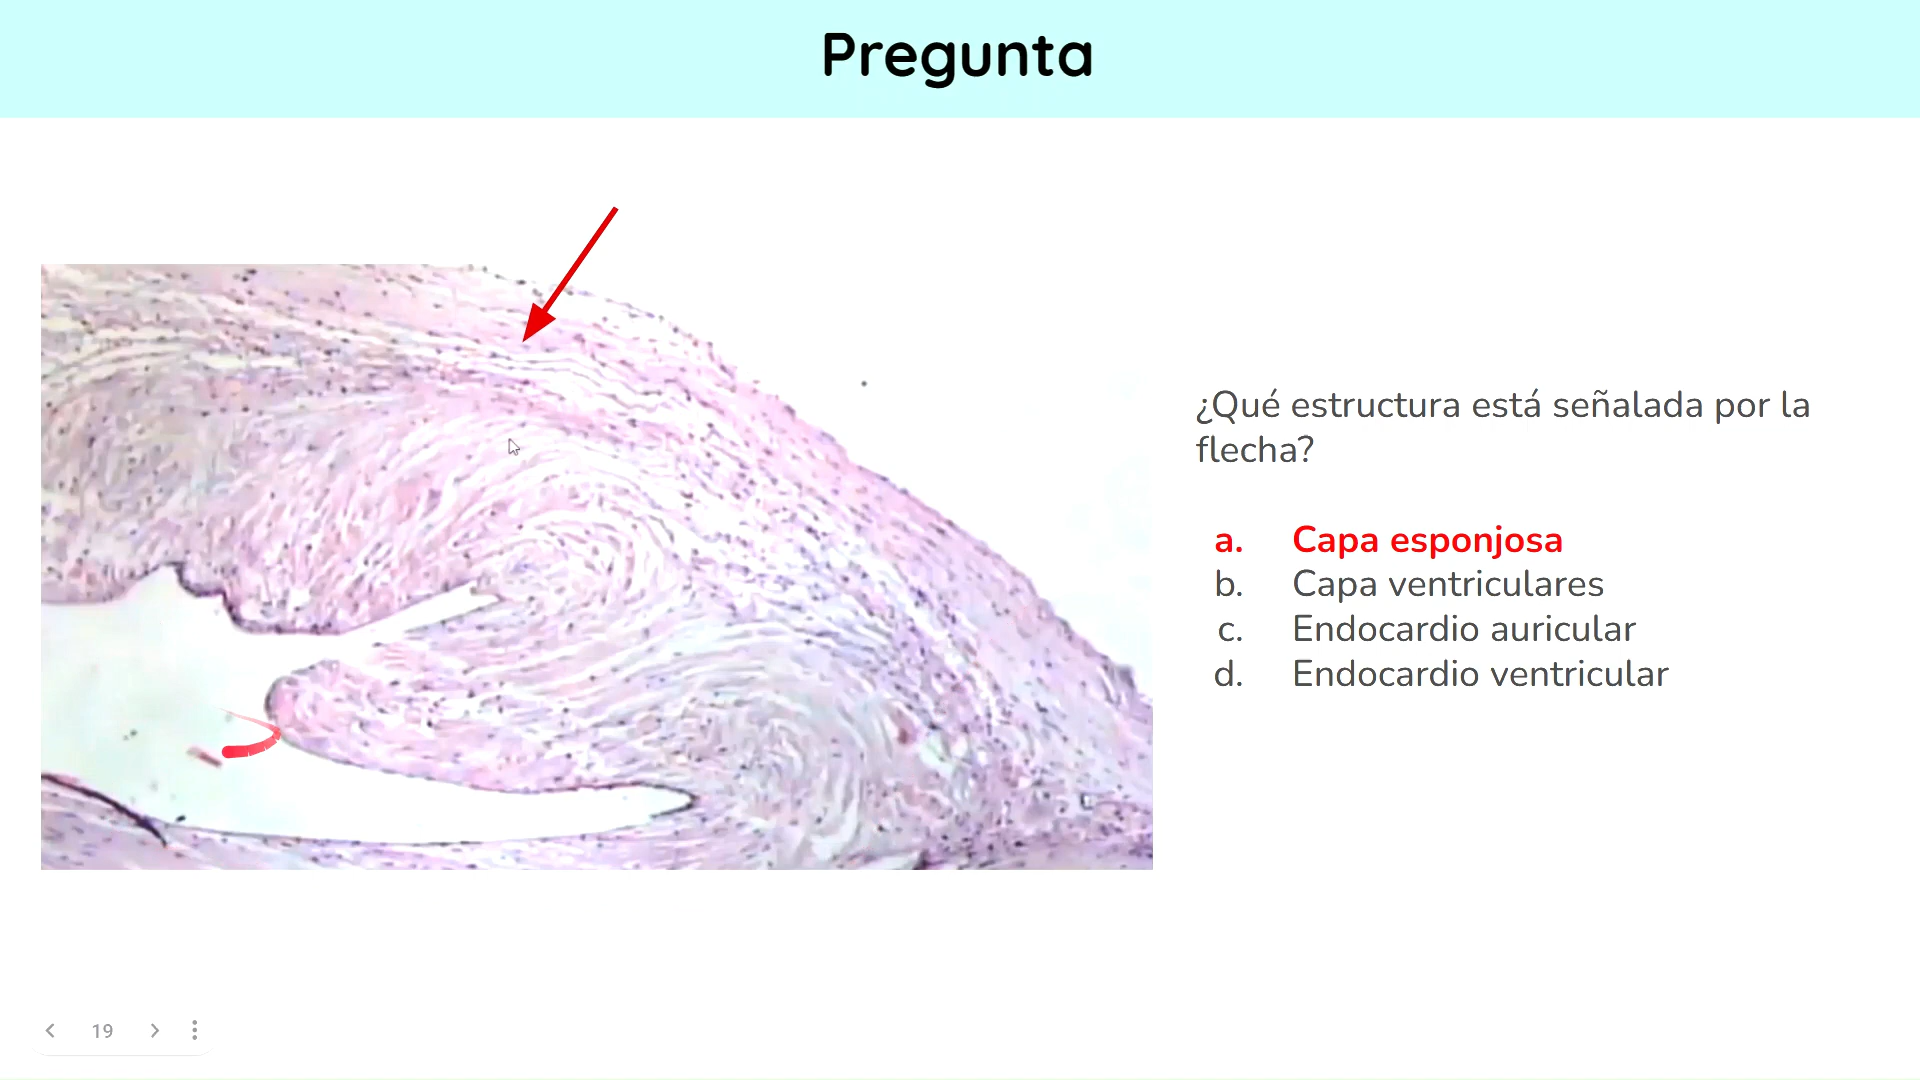 Pregunta
¿Qué estructura está señalada por la
flecha?
a. Capa esponjosa
b. Capa ventriculares
c. Endocardio auricular
d. Endocardio ventricular
19